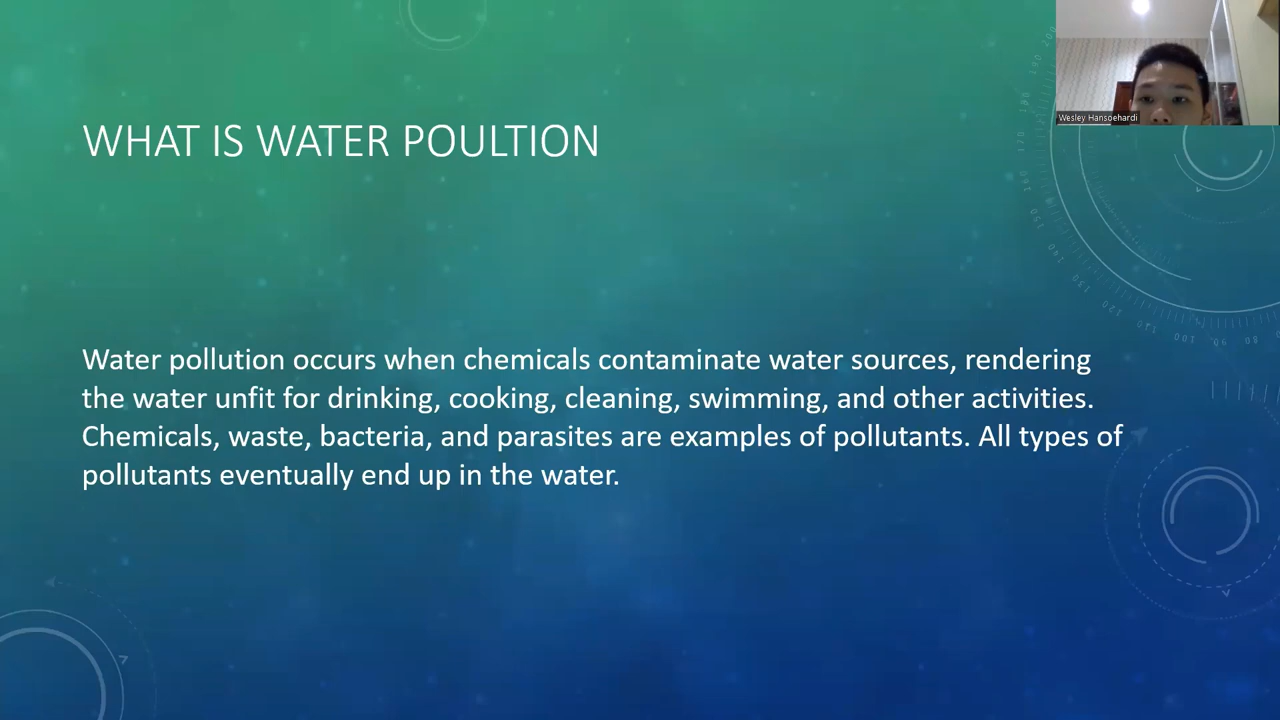 WHAT IS WATER POULTION
Wesley Hansoehardi
Water pollution occurs when chemicals contaminate water sources, rendering
the water unfit for drinking, cooking, cleaning, swimming, and other activities.
Chemicals, waste, bacteria, and parasites are examples of pollutants. All types of
pollutants eventually end up in the water.